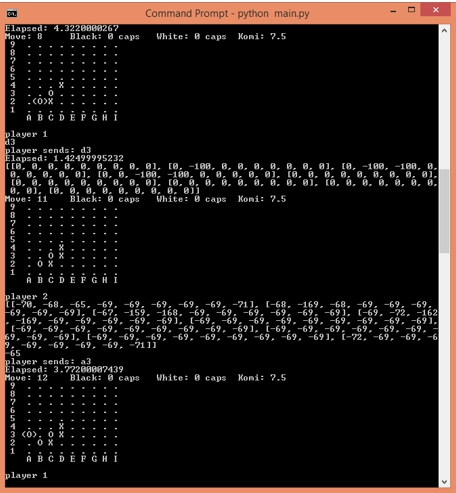 Command Prompt - python  main.py
Elapsed: 4.3220000267
Move: 8     Black: 0 caps    White: 0 caps   Komi: 7.5
9 . . . . . . . . .
8 . . . . . . . . .
7 . . . . . . . . .
6 . . . . . . . . .
5 . . . . . . . . .
4 . . . X . . . . .
3 . . O . . . . . .
2 .(O)X . . . . . .
1 . . . . . . . . .
A B C D E F G H I
player 1
d3
player sends: d3
Elapsed: 1.42499995232
[[0, 0, 0, 0, 0, 0, 0, 0, 0], [0, -100, 0, 0, 0, 0, 0, 0, 0], [0, -100, -100, 0,
0, 0, 0, 0, 0], [0, 0, -100, -100, 0, 0, 0, 0, 0], [0, 0, 0, 0, 0, 0, 0, 0, 0],
[0, 0, 0, 0, 0, 0, 0, 0, 0], [0, 0, 0, 0, 0, 0, 0, 0, 0], [0, 0, 0, 0, 0, 0, 0,
0, 0], [0, 0, 0, 0, 0, 0, 0, 0, 0]]
Move: 11    Black: 0 caps    White: 0 caps   Komi: 7.5
9 . . . . . . . . .
8 . . . . . . . . .
7 . . . . . . . . .
6 . . . . . . . . .
5 . . . . . . . . .
4 . . . X . . . . .
3 . . O X . . . . .
2 . O X . . . . . .
1 . . . . . . . . .
A B C D E F G H I
player 2
[[-70, -68, -65, -69, -69, -69, -69, -69, -71], [-68, -169, -68, -69, -69, -69,
-69, -69, -69], [-67, -159, -168, -69, -69, -69, -69, -69, -69], [-69, -72, -162
, -169, -69, -69, -69, -69, -69], [-69, -69, -69, -69, -69, -69, -69, -69, -69],
[-69, -69, -69, -69, -69, -69, -69, -69, -69], [-69, -69, -69, -69, -69, -69, -
69, -69, -69], [-69, -69, -69, -69, -69, -69, -69, -69, -69], [-72, -69, -69, -6
9, -69, -69, -69, -69, -71]]
-65
player sends: a3
Elapsed: 3.77200007439
Move: 12    Black: 0 caps    White: 0 caps   Komi: 7.5
9 . . . . . . . . .
8 . . . . . . . . .
7 . . . . . . . . .
6 . . . . . . . . .
5 . . . . . . . . .
4 . . . X . . . . .
3 (O). O X . . . . .
2 . O X . . . . . .
1 . . . . . . . . .
A B C D E F G H I
player 1